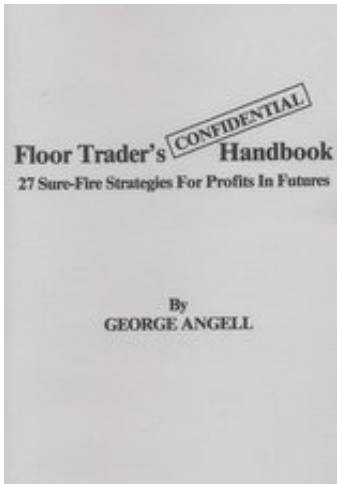 CONFIDENTIAL
Floor Trader's Handbook
27 Sure-Fire Strategies For Profits In Futures
By
GEORGE ANGELL